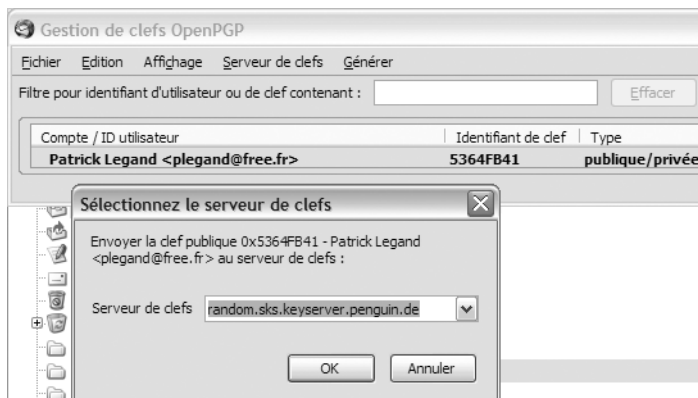 Gestion de clefs OpenPGP
Fichier Edition Affichage Serveur de clefs Générer
Filtre pour identifiant d'utilisateur ou de clef contenant : Effacer
Compte / ID utilisateur Identifiant de clef Type
Patrick Legand <plegand@free.fr> 5364FB41 publique/privée
Sélectionnez le serveur de clefs
Envoyer la clef publique 0x5364FB41 - Patrick Legand
<plegand@free.fr> au serveur de clefs :
Serveur de clefs random.sks.keyserver.penguin.de
OK Annuler